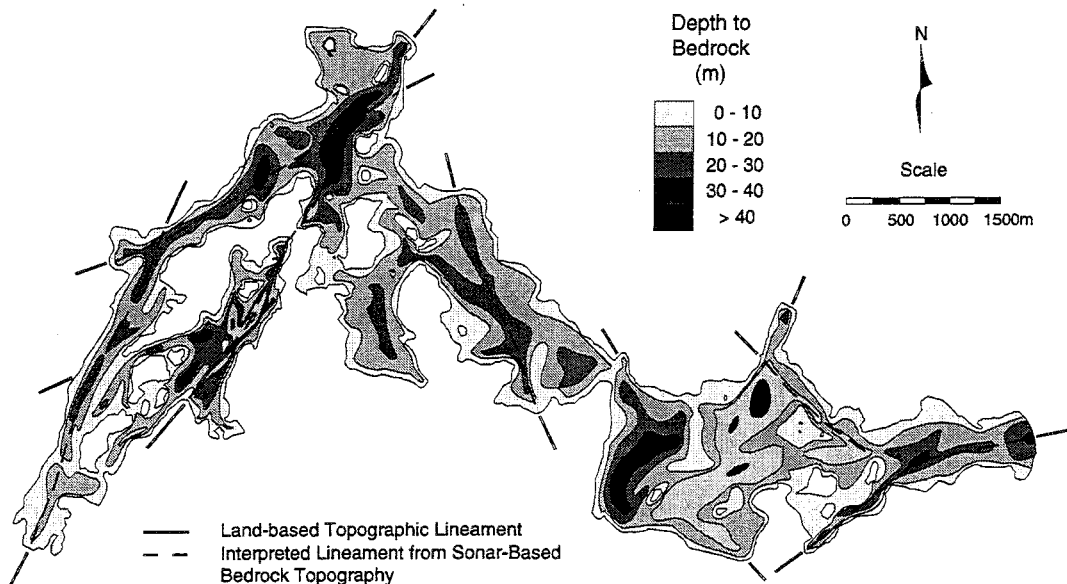 Depth to
Bedrock
(m)
0 - 10
10 - 20
20 - 30
30 - 40
> 40
N
Scale
0 500 1000 1500m
Land-based Topographic Lineament
Interpreted Lineament from Sonar-Based
Bedrock Topography